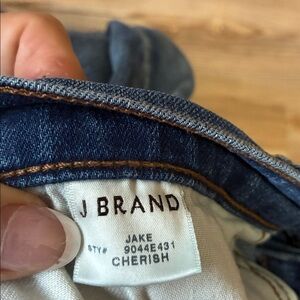 J BRAND
JAKE
STY# 9044E431
CHERISH